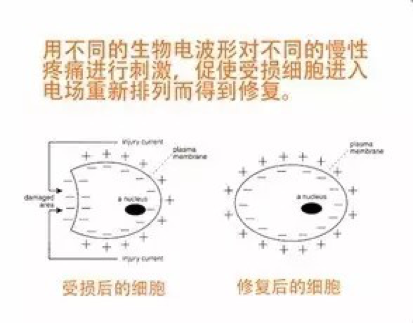 用不同的生物电波形对不同的慢性
疼痛进行刺激，促使受损细胞进入
电场重新排列而得到修复。
injury current
plasma
membrane
plasma
membrane
damaged
area
a nucleus
a nucleus
injury current
受损后的细胞
修复后的细胞